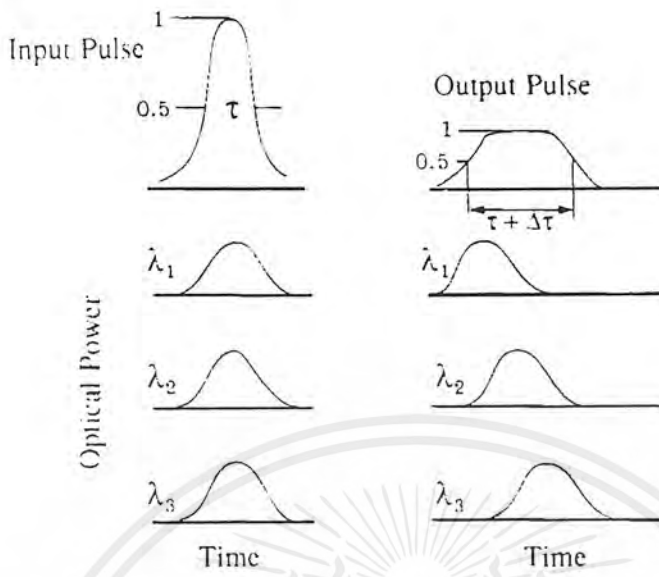 Input Pulse
1
0.5
τ
Output Pulse
1
0.5
τ + Δτ
Optical Power
λ1
λ1
λ2
λ2
λ3
λ3
Time
Time